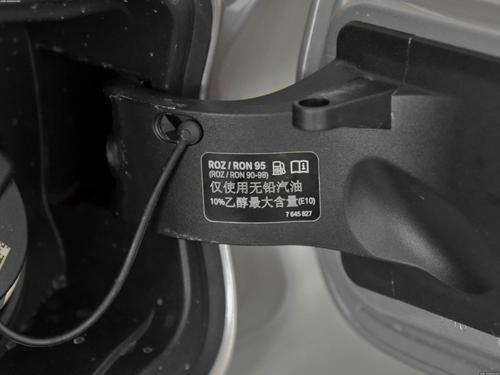 ROZ / RON 95
(ROZ / RON 90-98)
仅使用无铅汽油
10%乙醇最大含量(E10)
7 645 827